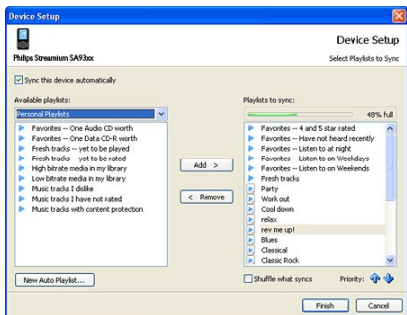 Device Setup
Device Setup
Philips Streamium SA93xx
Select Playlists to Sync
Sync this device automatically
Available playlists:
Personal Playlists
Favorites -- One Audio CD worth
Favorites -- One Data CD-R worth
Fresh tracks -- yet to be played
Fresh tracks -- yet to be rated
High bitrate media in my library
Low bitrate media in my library
Music tracks I dislike
Music tracks I have not rated
Music tracks with content protection
New Auto Playlist...
Add >
< Remove
Playlists to sync:
48% full
Favorites -- 4 and 5 star rated
Favorites -- Have not heard recently
Favorites -- Listen to at night
Favorites -- Listen to on Weekdays
Favorites -- Listen to on Weekends
Fresh tracks
Party
Work out
Cool down
relax
rev me up!
Blues
Classical
Classic Rock
Shuffle what syncs
Priority:
Finish
Cancel